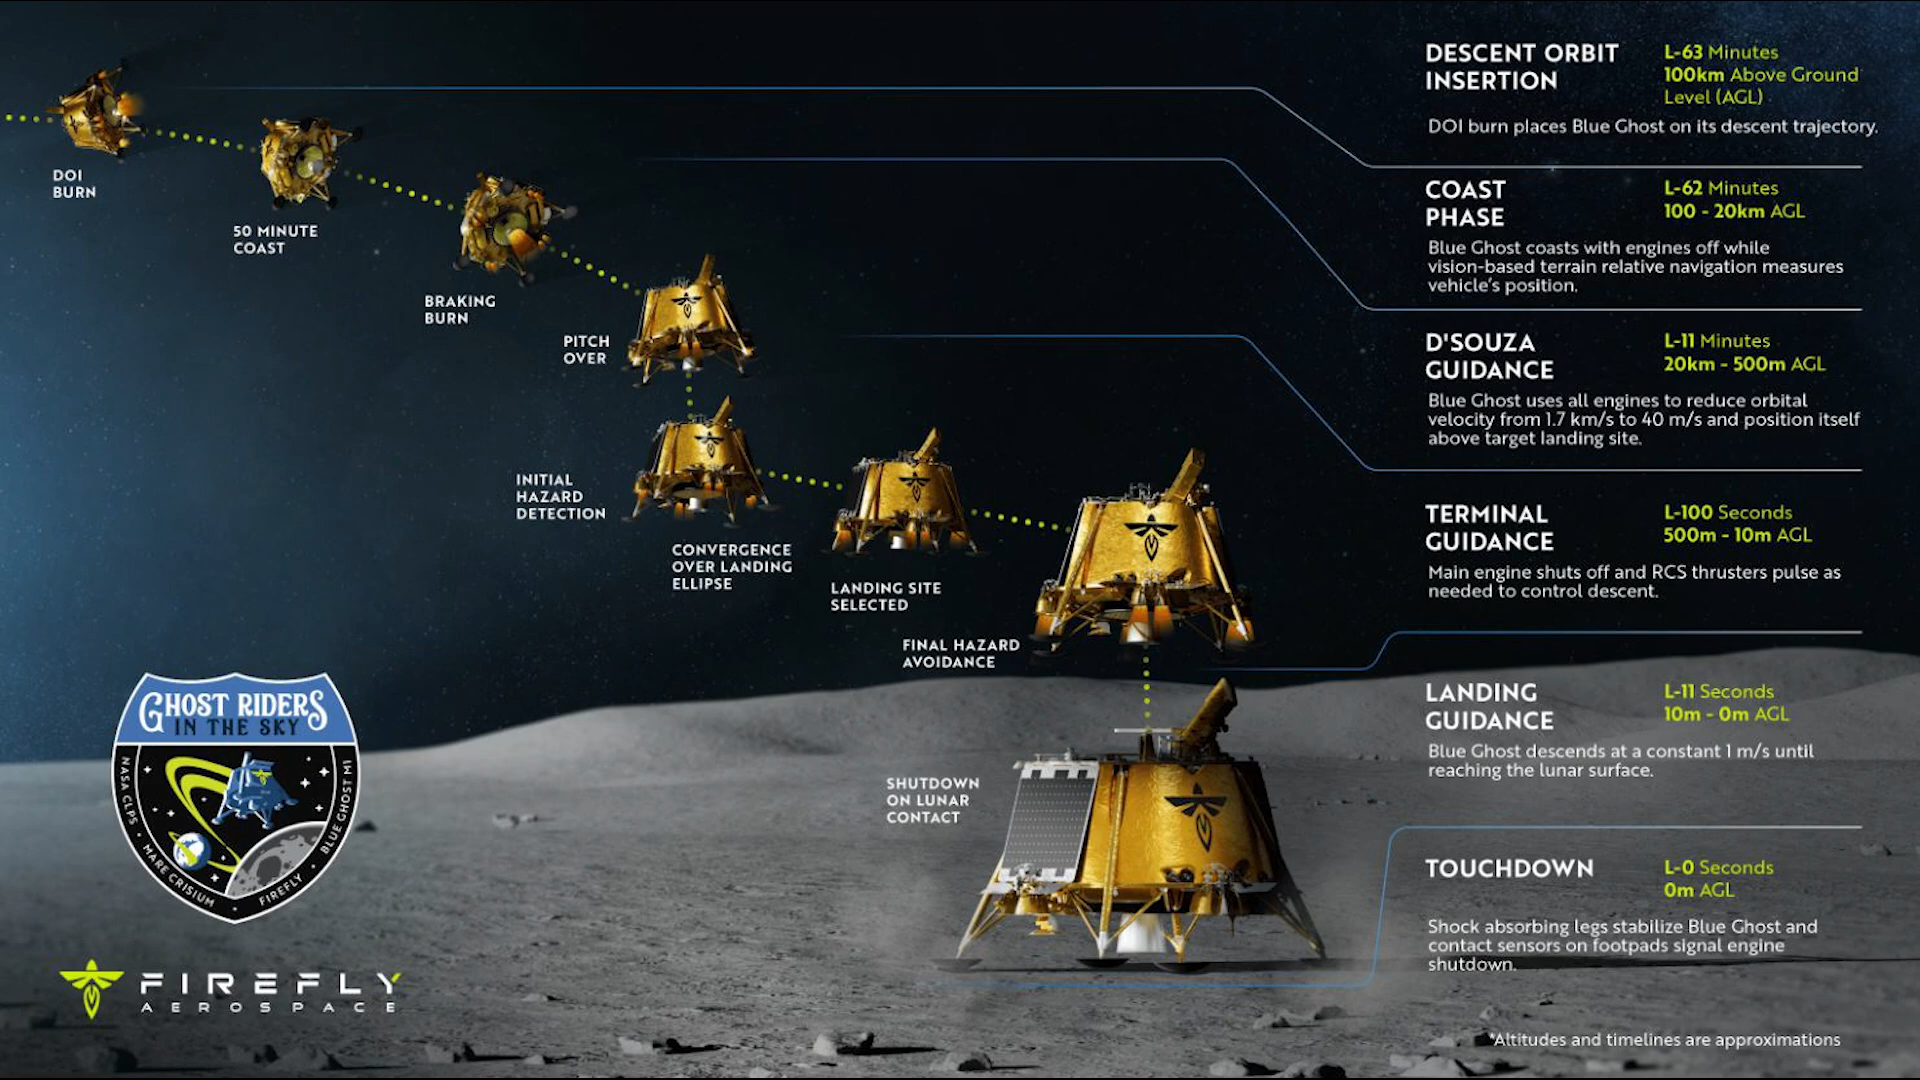 DESCENT ORBIT
INSERTION
L-63 Minutes
100km Above Ground
Level (AGL)
DOI burn places Blue Ghost on its descent trajectory.
COAST
PHASE
L-62 Minutes
100 - 20km AGL
Blue Ghost coasts with engines off while
vision-based terrain relative navigation measures
vehicle's position.
D'SOUZA
GUIDANCE
L-11 Minutes
20km - 500m AGL
Blue Ghost uses all engines to reduce orbital
velocity from 1.7 km/s to 40 m/s and position itself
above target landing site.
TERMINAL
GUIDANCE
L-100 Seconds
500m - 10m AGL
Main engine shuts off and RCS thrusters pulse as
needed to control descent.
LANDING
GUIDANCE
L-11 Seconds
10m - 0m AGL
Blue Ghost descends at a constant 1 m/s until
reaching the lunar surface.
TOUCHDOWN
L-0 Seconds
0m AGL
Shock absorbing legs stabilize Blue Ghost and
contact sensors on footpads signal engine
shutdown.
*Altitudes and timelines are approximations
DOI
BURN
50 MINUTE
COAST
BRAKING
BURN
PITCH
OVER
INITIAL
HAZARD
DETECTION
CONVERGENCE
OVER LANDING
ELLIPSE
LANDING SITE
SELECTED
FINAL HAZARD
AVOIDANCE
SHUTDOWN
ON LUNAR
CONTACT
GHOST RIDERS
IN THE SKY
NASA CLPS • MARE CRISIUM • FIREFLY • BLUE GHOST M1
FIREFLY
AEROSPACE